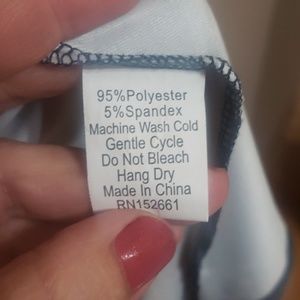 95%Polyester
5%Spandex
Machine Wash Cold
Gentle Cycle
Do Not Bleach
Hang Dry
Made In China
RN152661